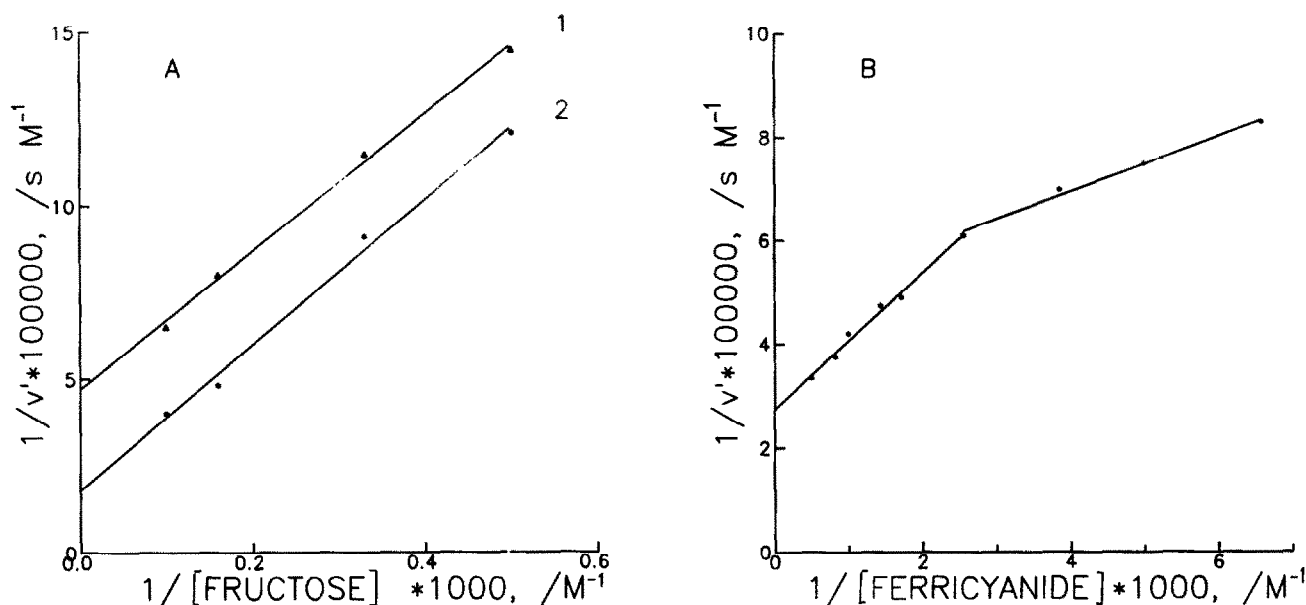 15
10
5
0
1
2
A
1/v'*100000, /s M⁻¹
0.0 0.2 0.4 0.6
1/[FRUCTOSE] *1000, /M⁻¹
10
8
6
4
2
0
B
1/v'*100000, /s M⁻¹
0 2 4 6
1/[FERRICYANIDE]*1000, /M⁻¹